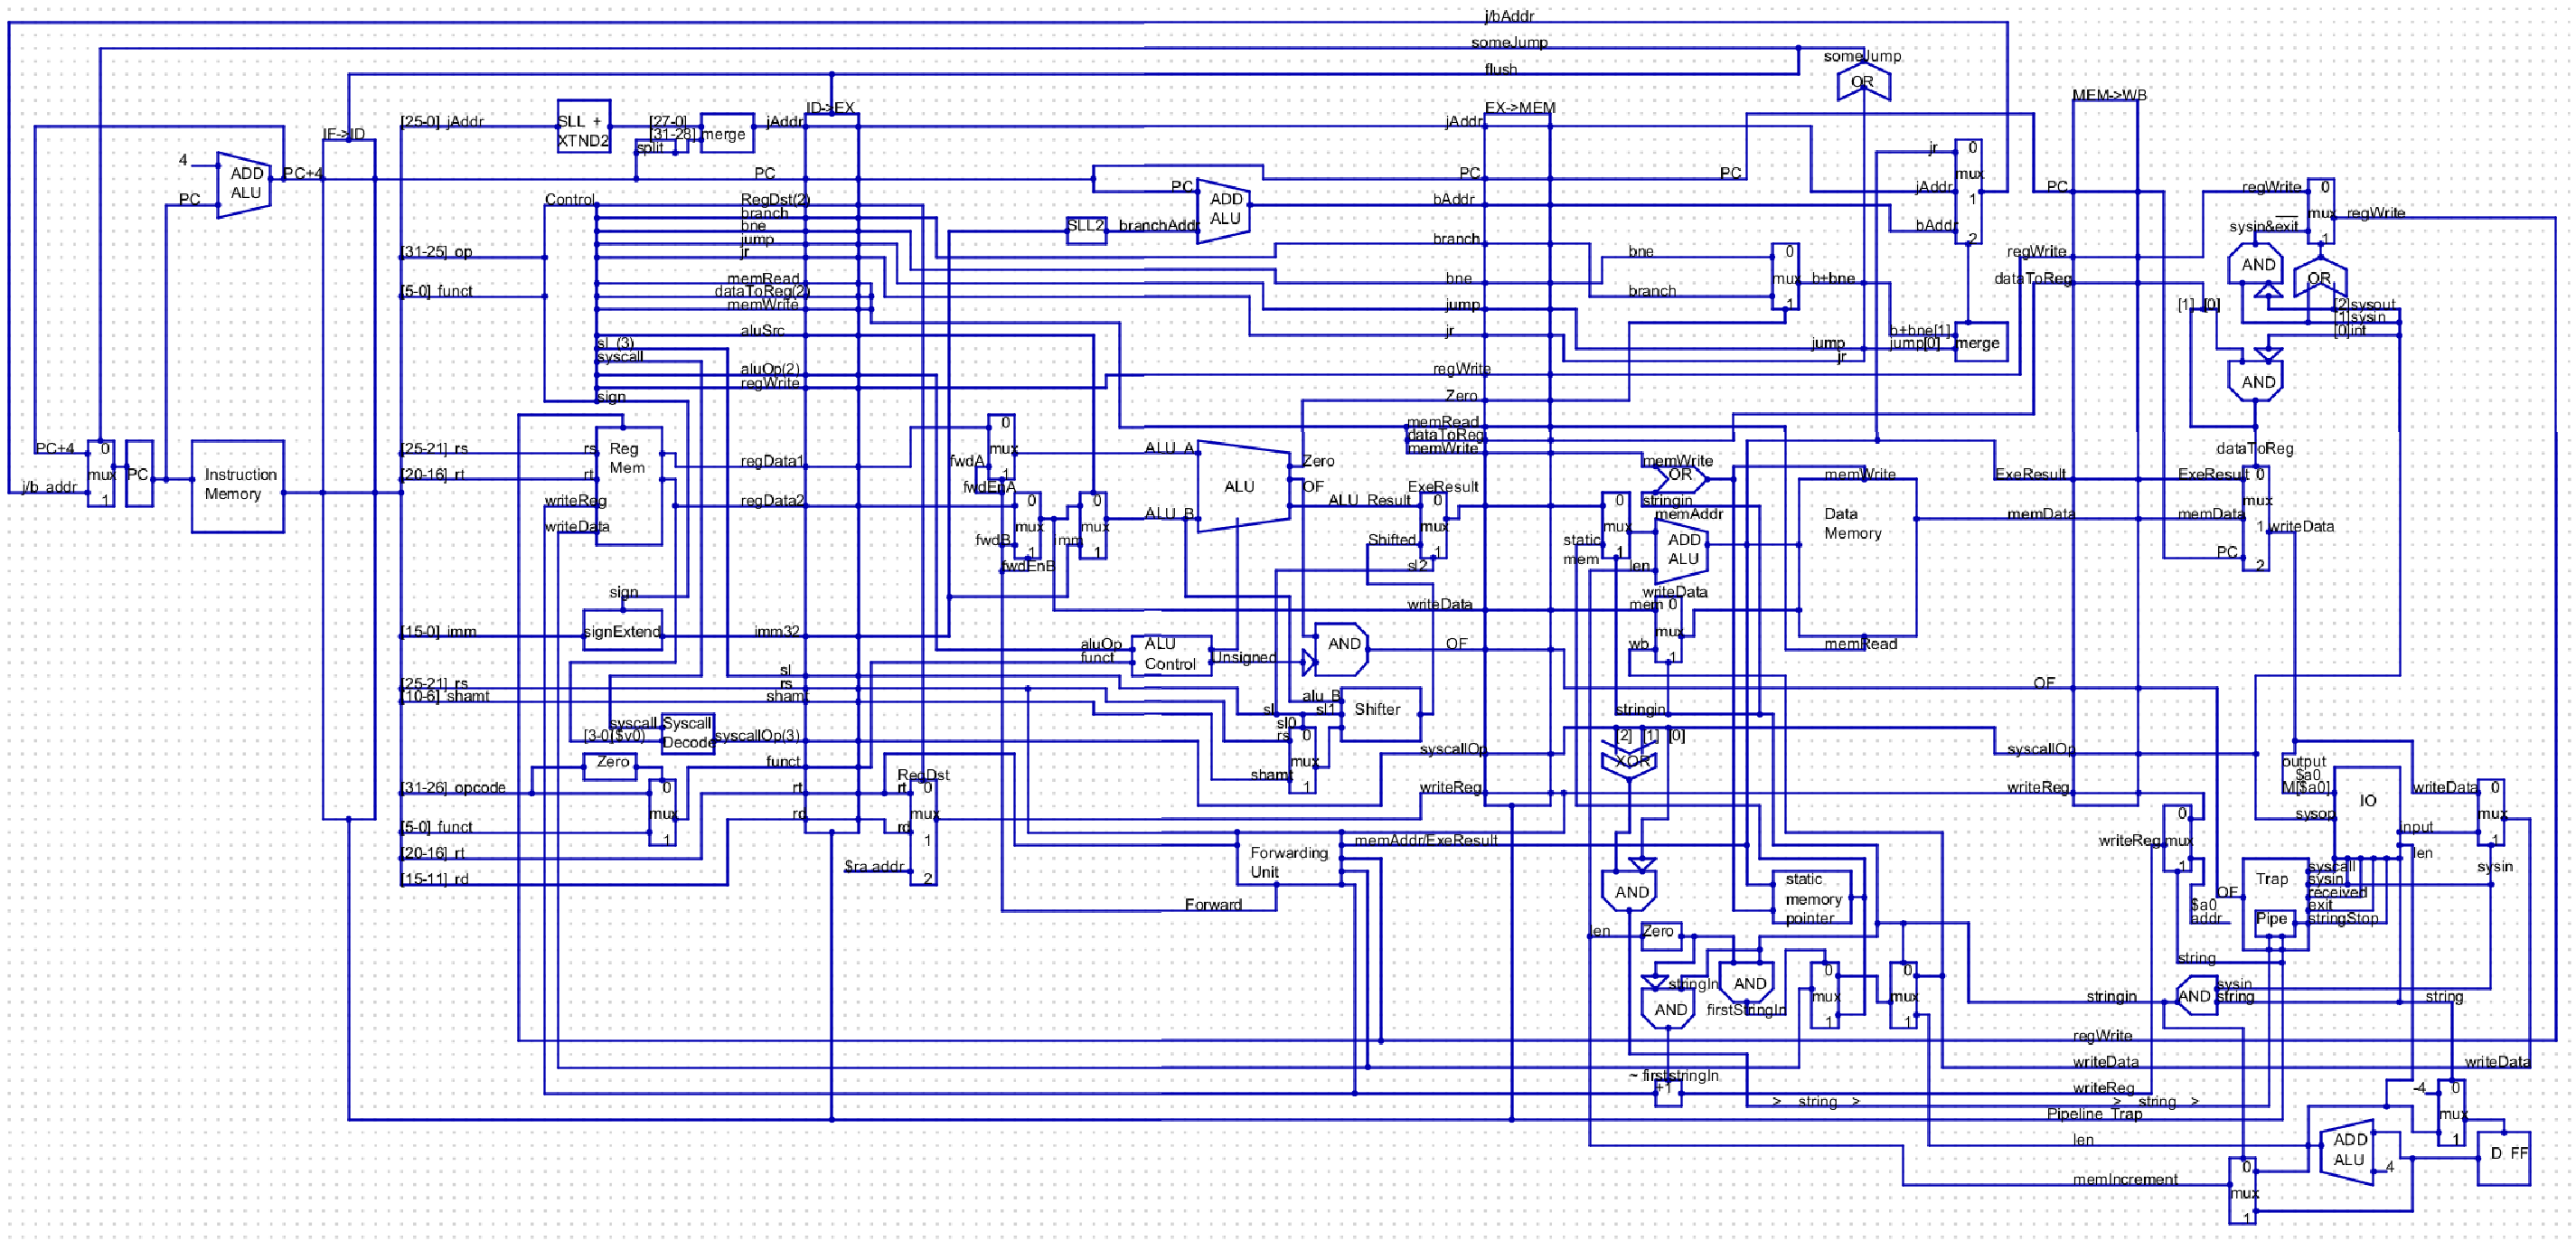 j/bAddr
someJump
flush
someJump
OR
ID->EX
EX->MEM
MEM->WB
IF->ID
[25-0] jAddr
SLL +
XTND2
[27-0]
[31-28]
split
merge
jAddr
jAddr
4
ADD
ALU
PC+4
PC
PC
PC
ADD
ALU
PC
PC
jr
0
mux
jAddr
1
bAddr
2
PC
regWrite
0
mux
1
regWrite
Control
RegDst(2)
branch
bne
jump
jr
memRead
dataToReg(2)
memWrite
aluSrc
sl (3)
syscall
aluOp(2)
regWrite
sign
SLL2
branchAddr
bAddr
branch
bne
jump
jr
regWrite
Zero
memRead
dataToReg
memWrite
bne
branch
0
mux
1
b+bne
b+bne[1]
jump
jump[0]
jr
merge
sysin&exit
AND
OR
regWrite
dataToReg
[1] [0]
[2]sysout
[1]sysin
[0]int
AND
dataToReg
[31-25] op
[5-0] funct
PC+4
0
mux
1
j/b addr
PC
Instruction
Memory
[25-21] rs
[20-16] rt
rs
rt
Reg
Mem
writeReg
writeData
regData1
regData2
fwdA
0
mux
1
fwdEnA
0
mux
1
fwdB
fwdEnB
imm
0
mux
1
ALU A
ALU B
ALU
Zero
OF
ALU Result
ExeResult
0
mux
1
Shifted
sl2
memWrite
OR
stringin
memAddr
static
mem
0
mux
1
ADD
ALU
len
writeData
mem 0
mux
wb
1
memWrite
Data
Memory
memRead
ExeResult
memData
ExeResult
memData
PC
0
mux
1
2
writeData
sign
signExtend
[15-0] imm
imm32
writeData
aluOp
funct
ALU
Control
Unsigned
AND
OF
OF
sl
rs
shamt
[25-21] rs
[10-6] shamt
syscall
[3-0]($v0)
Syscall
Decode
syscallOp(3)
alu_B
sl
sl1
sl0
rs
0
mux
shamt
1
Shifter
stringin
[2] [1] [0]
XOR
syscallOp
syscallOp
Zero
funct
[31-26] opcode
0
mux
1
[5-0] funct
[20-16] rt
[15-11] rd
rt
rd
RegDst
rt
0
mux
rd
1
$ra addr
2
writeReg
writeReg
Forwarding
Unit
memAddr/ExeResult
Forward
AND
static
memory
pointer
len
Zero
stringIn
AND
AND
firstStringIn
0
mux
1
0
mux
1
output
$a0
M[$a0]
sysop
IO
writeData
0
mux
1
input
len
sysin
0
writeReg
mux
1
$a0
addr
OF
Trap
Pipe
syscall
sysin
received
exit
stringStop
string
AND
sysin
string
stringin
string
regWrite
writeData
writeData
~ firststringIn
+1
writeReg
> string >
> string >
Pipeline Trap
len
memIncrement
-4
0
mux
1
ADD
ALU
4
D FF
0
mux
1